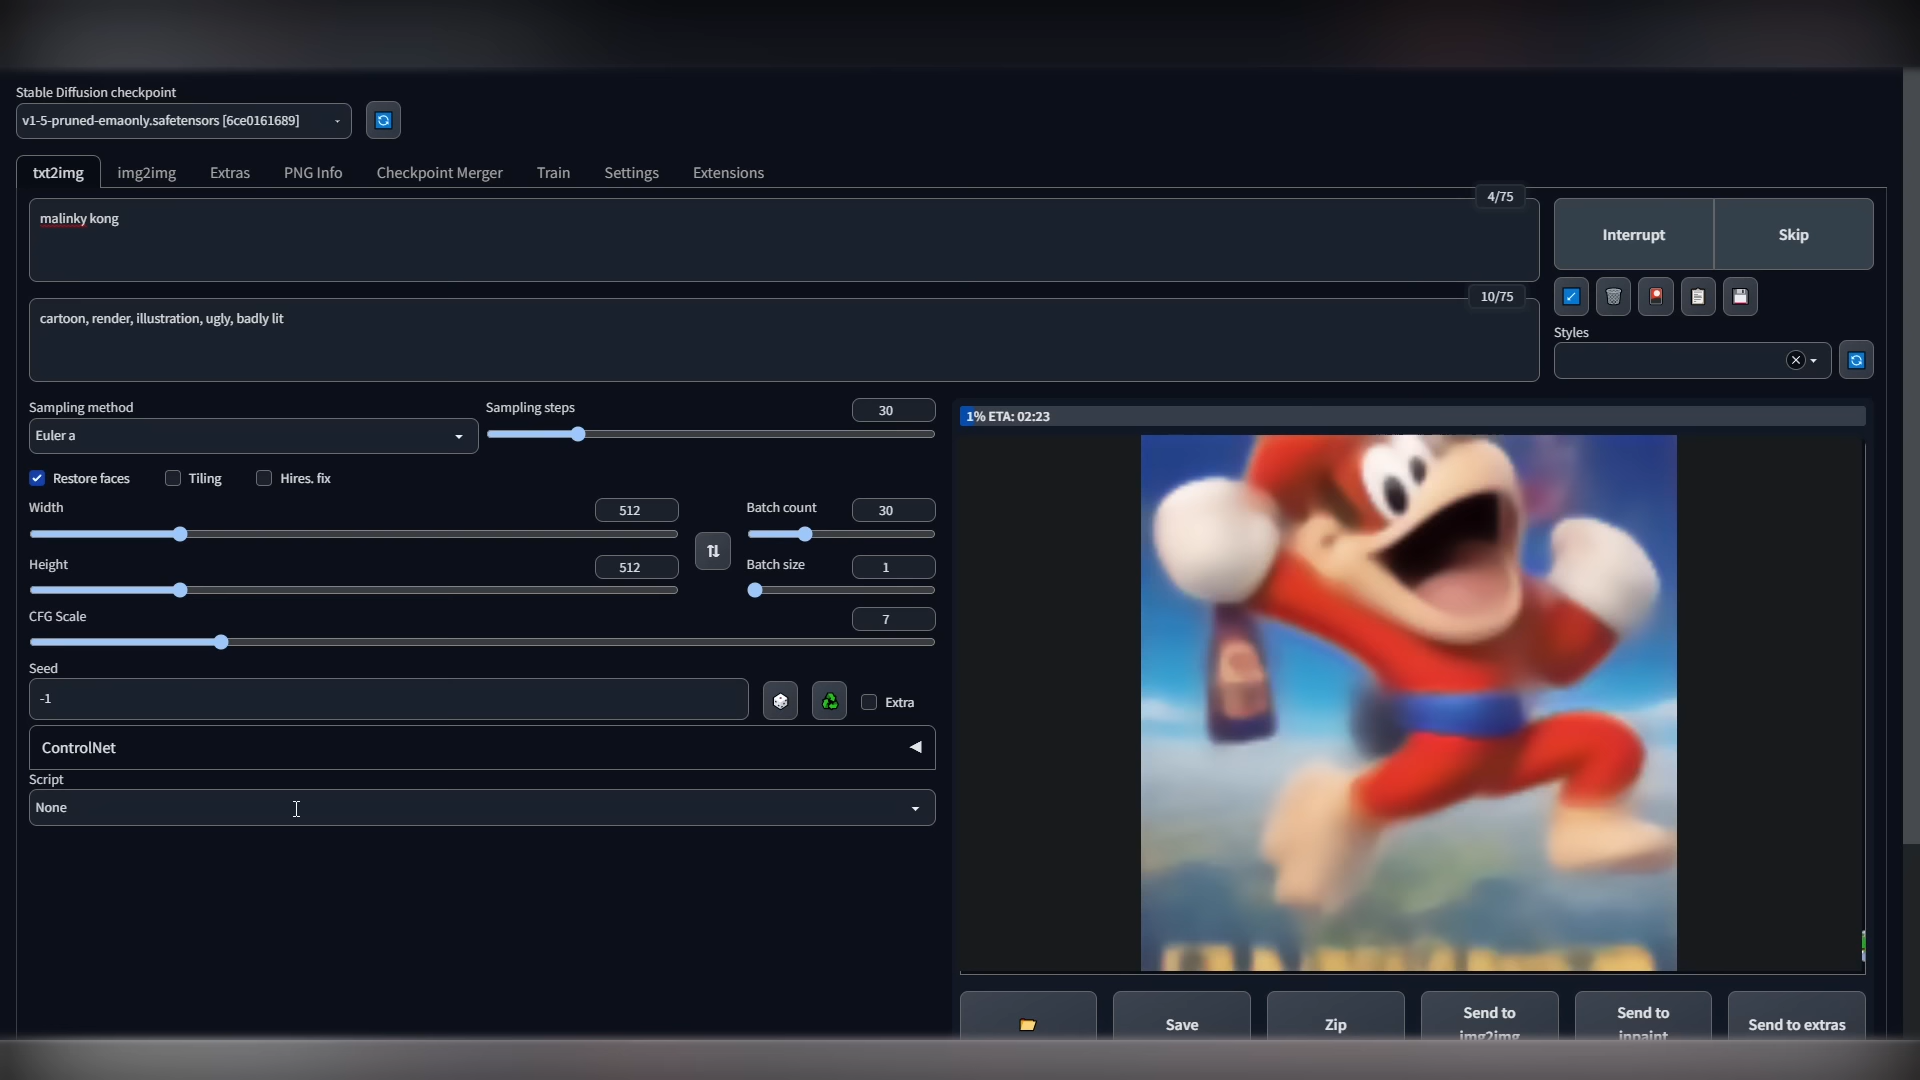 Stable Diffusion checkpoint
v1-5-pruned-emaonly.safetensors [6ce0161689]
txt2img img2img Extras PNG Info Checkpoint Merger Train Settings Extensions
4/75
malinky kong
Interrupt Skip
10/75
cartoon, render, illustration, ugly, badly lit
Styles
Sampling method
Sampling steps
30
Euler a
1% ETA: 02:23
Restore faces Tiling Hires. fix
Width
512
Batch count
30
Height
512
Batch size
1
CFG Scale
7
Seed
-1
Extra
ControlNet
Script
None
Save
Zip
Send to
img2img
Send to
inpaint
Send to extras